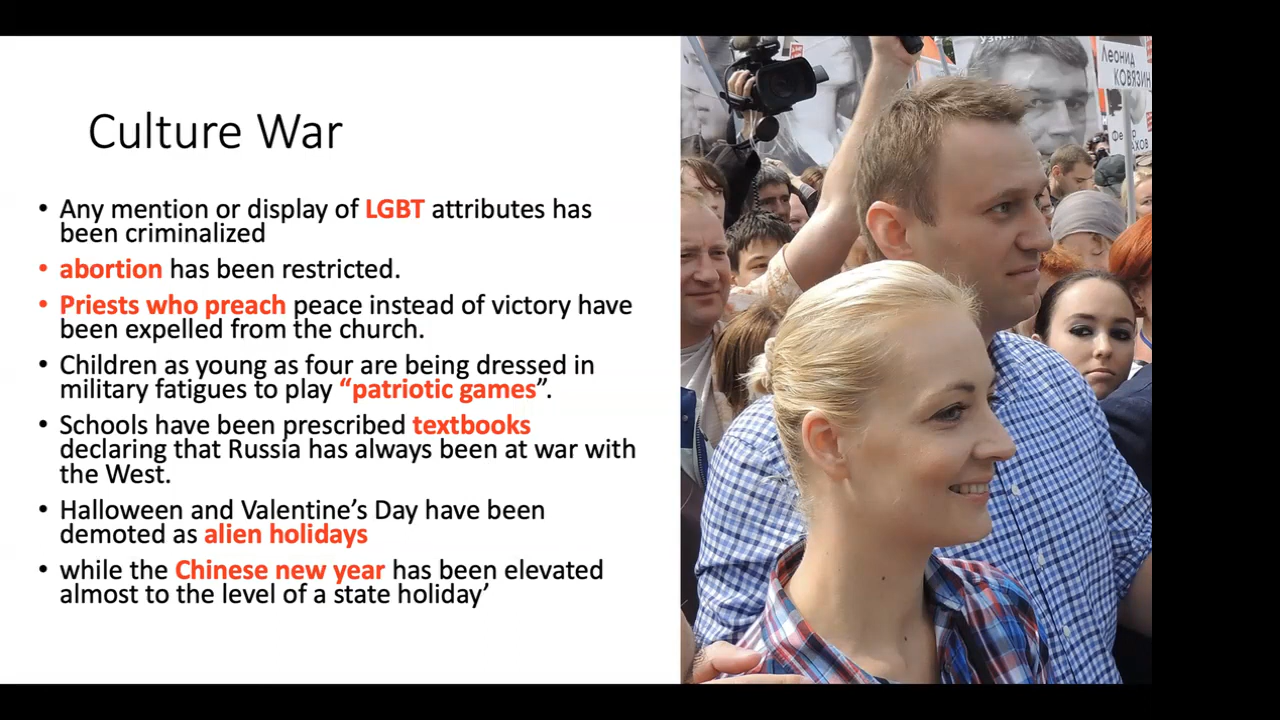 Culture War
• Any mention or display of LGBT attributes has
been criminalized
• abortion has been restricted.
• Priests who preach peace instead of victory have
been expelled from the church.
• Children as young as four are being dressed in
military fatigues to play “patriotic games”.
• Schools have been prescribed textbooks
declaring that Russia has always been at war with
the West.
• Halloween and Valentine’s Day have been
demoted as alien holidays
• while the Chinese new year has been elevated
almost to the level of a state holiday’
Леонид
КОВЯЗИН